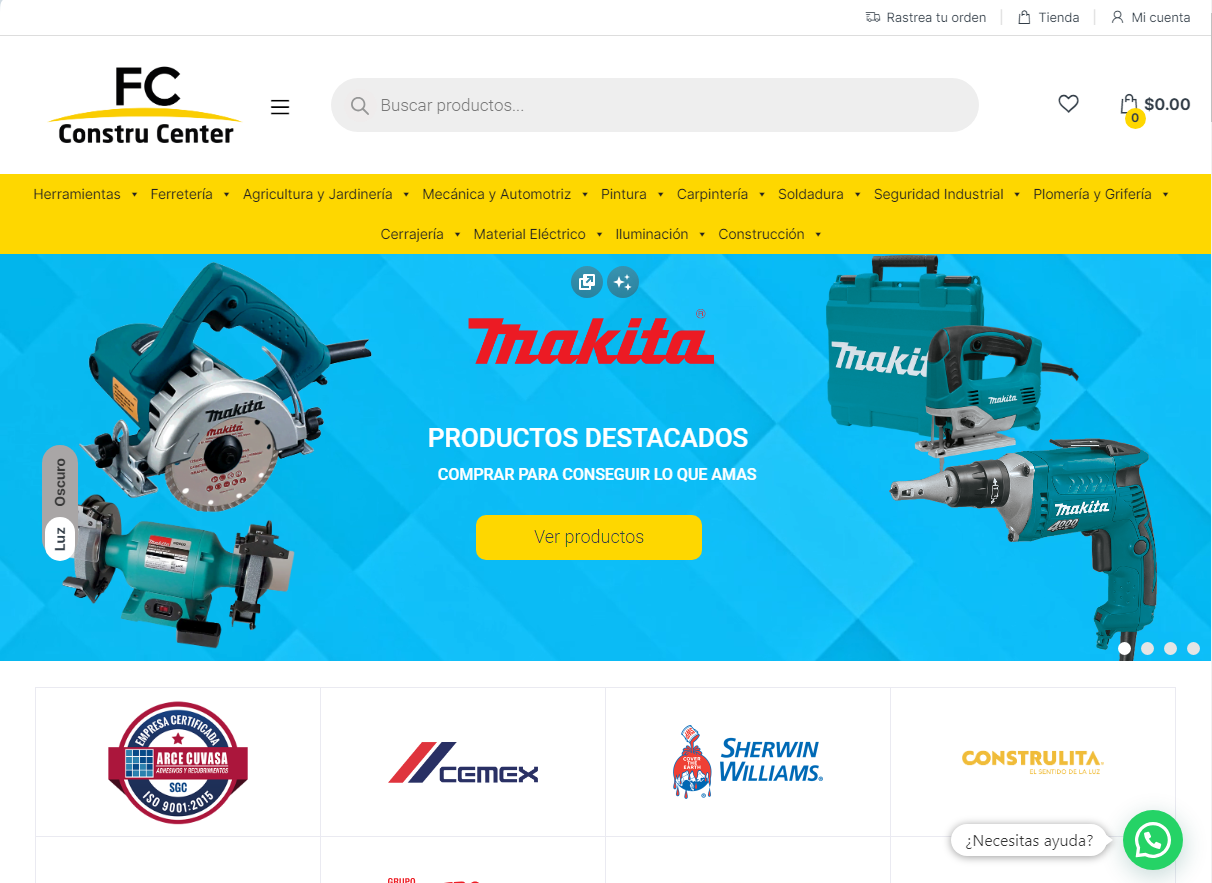 Rastrea tu orden
Tienda
Mi cuenta
FC
Constru Center
Buscar productos...
$0.00
0
Herramientas
Ferretería
Agricultura y Jardinería
Mecánica y Automotriz
Pintura
Carpintería
Soldadura
Seguridad Industrial
Plomería y Grifería
Cerrajería
Material Eléctrico
Iluminación
Construcción
makita
makita
makita
makita
makita
makita
4000
Oscuro
Luz
PRODUCTOS DESTACADOS
COMPRAR PARA CONSEGUIR LO QUE AMAS
Ver productos
EMPRESA CERTIFICADA
ARCE CUVASA
ADHESIVOS Y RECUBRIMIENTOS
SGC
ISO 9001:2015
CEMEX
COVER
THE
EARTH
SHERWIN
WILLIAMS®
CONSTRULITA
EL SENTIDO DE LA LUZ
¿Necesitas ayuda?
GRUPO